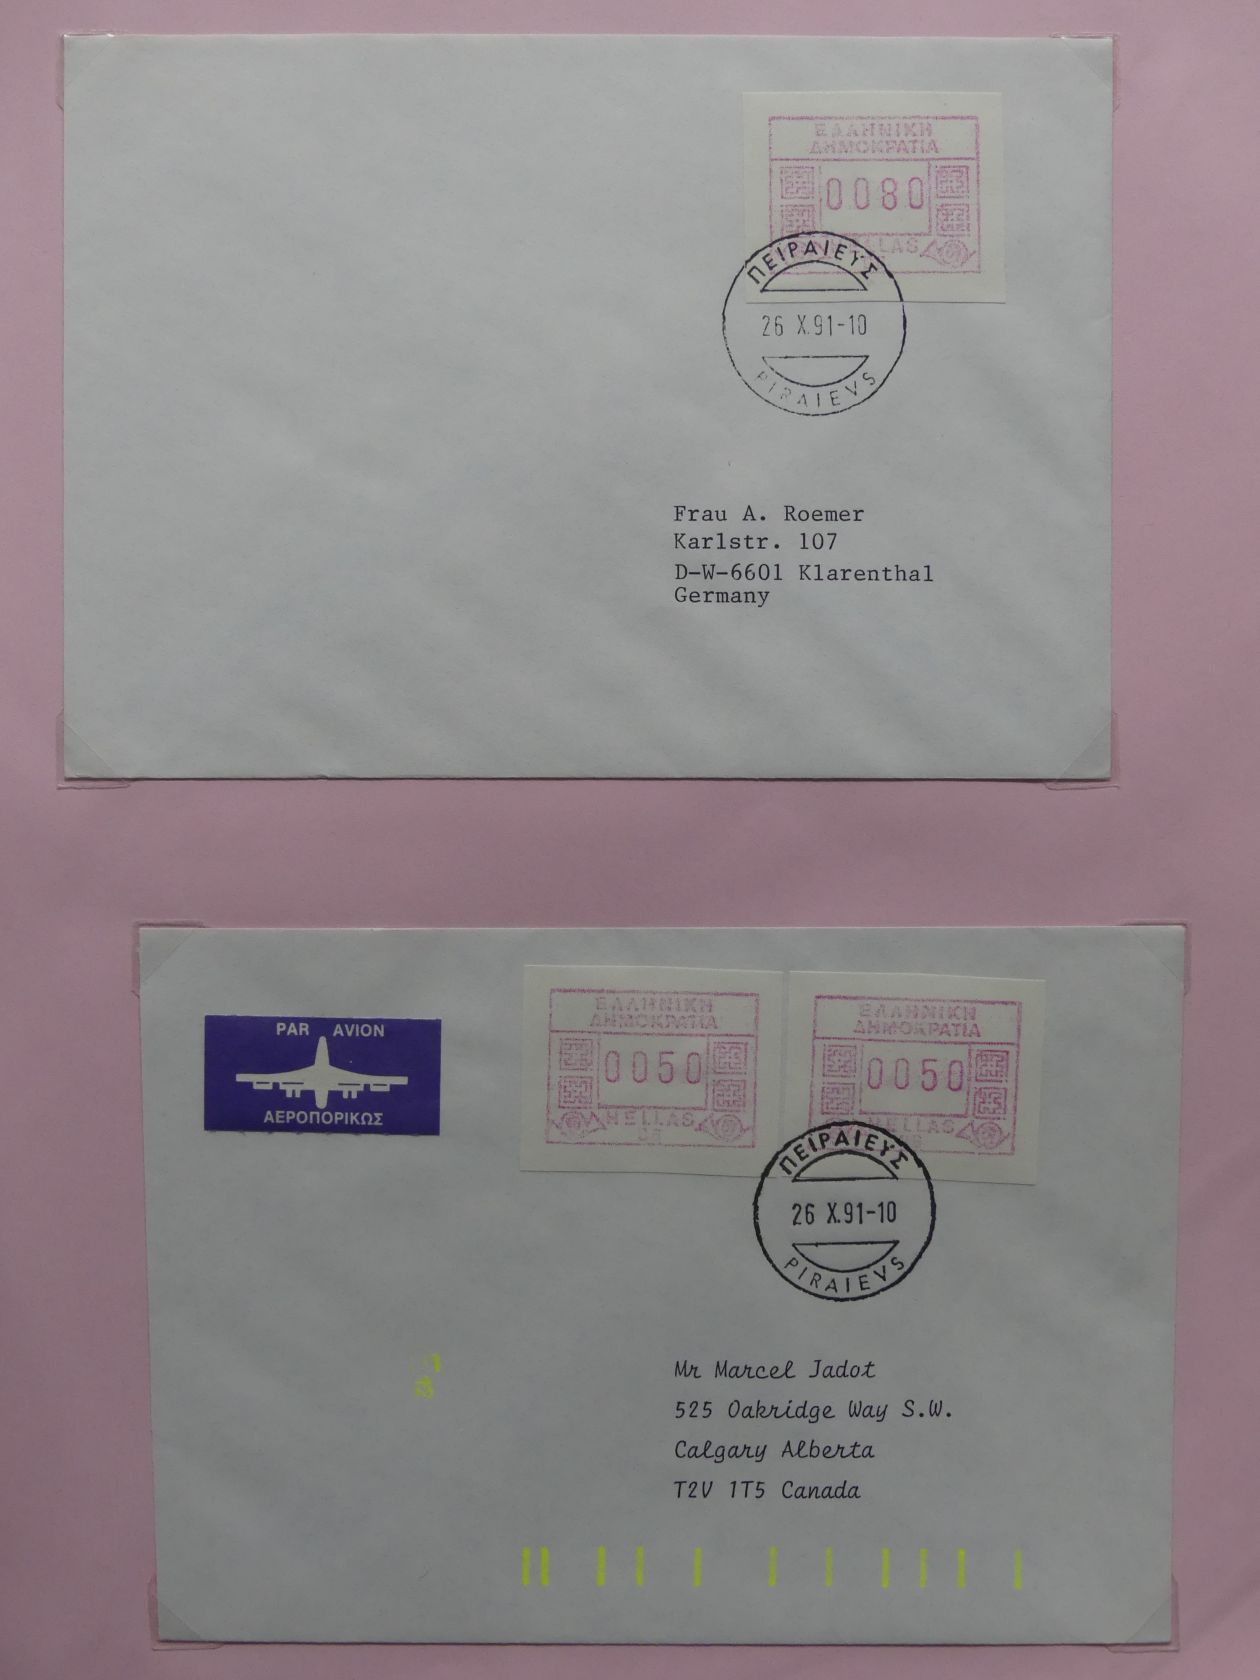 ΕΛΛΗΝΙΚΗ
ΔΗΜΟΚΡΑΤΙΑ
0080
ΠΕΙΡΑΙΕΥΣ
26 X.91-10
PIRAIEVS
Frau A. Roemer
Karlstr. 107
D-W-6601 Klarenthal
Germany
PAR AVION
ΑΕΡΟΠΟΡΙΚΩΣ
ΕΛΛΗΝΙΚΗ
ΔΗΜΟΚΡΑΤΙΑ
0050
HELLAS
ΕΛΛΗΝΙΚΗ
ΔΗΜΟΚΡΑΤΙΑ
0050
HELLAS
ΠΕΙΡΑΙΕΥΣ
26 X.91-10
PIRAIEVS
Mr Marcel Jadot
525 Oakridge Way S.W.
Calgary Alberta
T2V 1T5 Canada